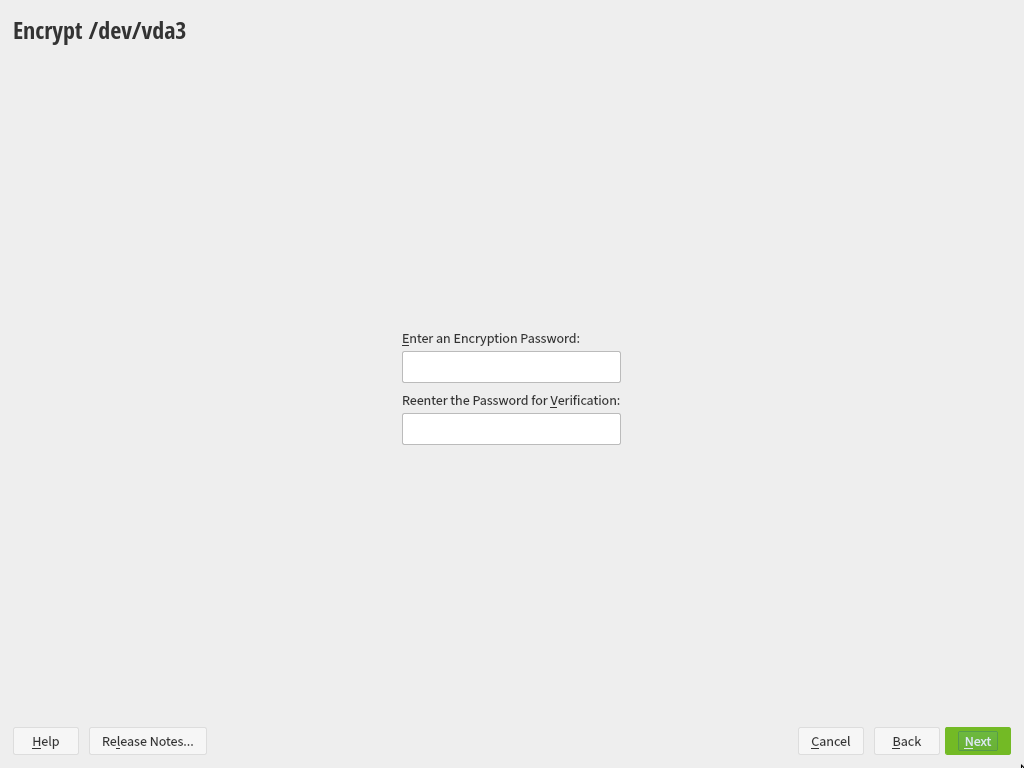 Encrypt /dev/vda3
Enter an Encryption Password:
Reenter the Password for Verification:
Help
Release Notes...
Cancel
Back
Next